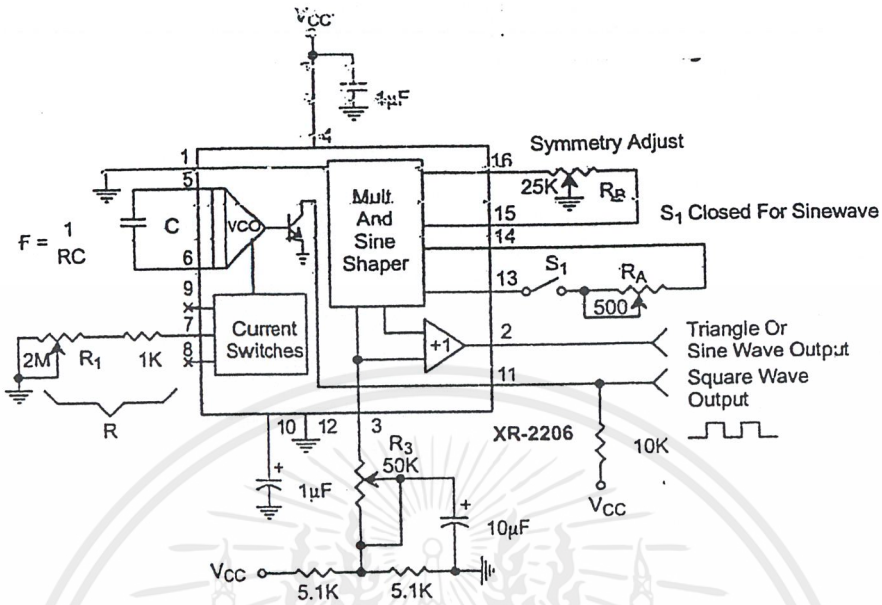 VCC
1µF
4
1
16
Symmetry Adjust
5
25K
RB
Mult.
And
Sine
Shaper
C
VCO
15
S1 Closed For Sinewave
14
F = 1
RC
6
13
S1
RA
500
9
7
Current
Switches
8
2M
R1
1K
+1
2
Triangle Or
Sine Wave Output
11
Square Wave
Output
R
10
12
3
XR-2206
10K
R3
50K
1µF
10µF
VCC
VCC
5.1K
5.1K